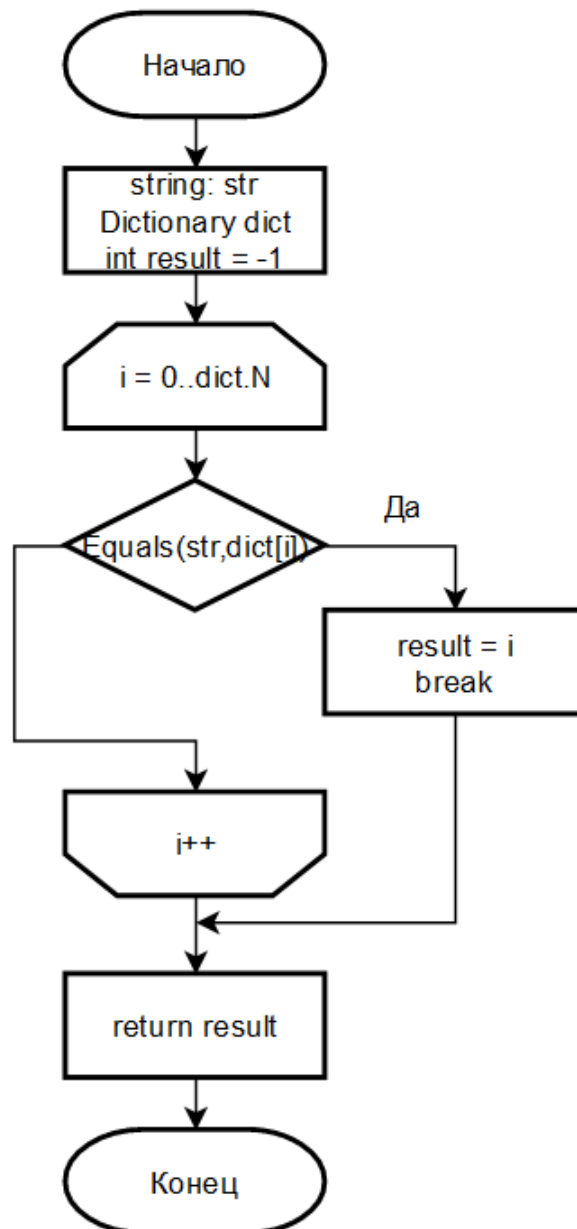 Начало
string: str
Dictionary dict
int result = -1
i = 0..dict.N
Equals(str,dict[i])
Да
result = i
break
i++
return result
Конец